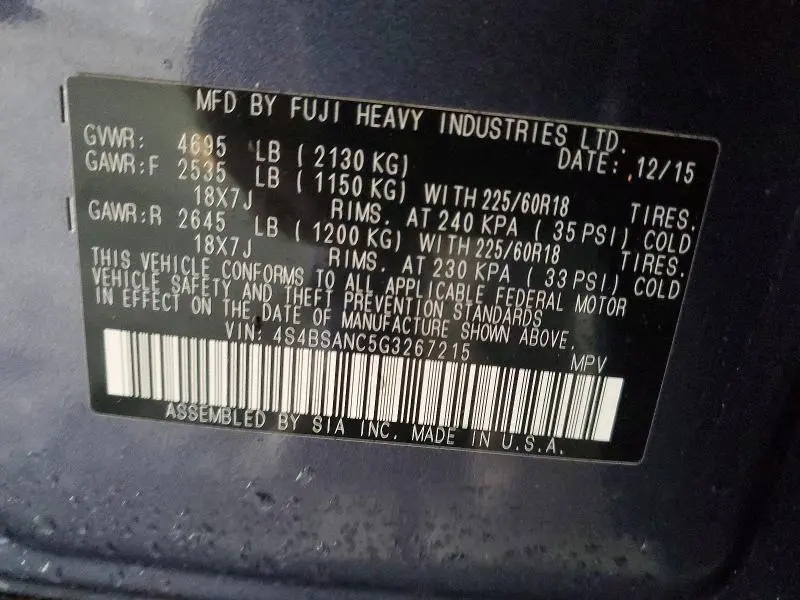 MFD BY FUJI HEAVY INDUSTRIES LTD.
GVWR: 4695 LB ( 2130 KG) DATE: 12/15
GAWR:F 2535 LB ( 1150 KG) WITH 225/60R18 TIRES.
18X7J RIMS. AT 240 KPA ( 35 PSI) COLD
GAWR:R 2645 LB ( 1200 KG) WITH 225/60R18 TIRES.
18X7J RIMS. AT 230 KPA ( 33 PSI) COLD
THIS VEHICLE CONFORMS TO ALL APPLICABLE FEDERAL MOTOR
VEHICLE SAFETY AND THEFT PREVENTION STANDARDS
IN EFFECT ON THE DATE OF MANUFACTURE SHOWN ABOVE.
VIN: 4S4BSANC5G3267215 MPV
ASSEMBLED BY SIA INC. MADE IN U.S.A.